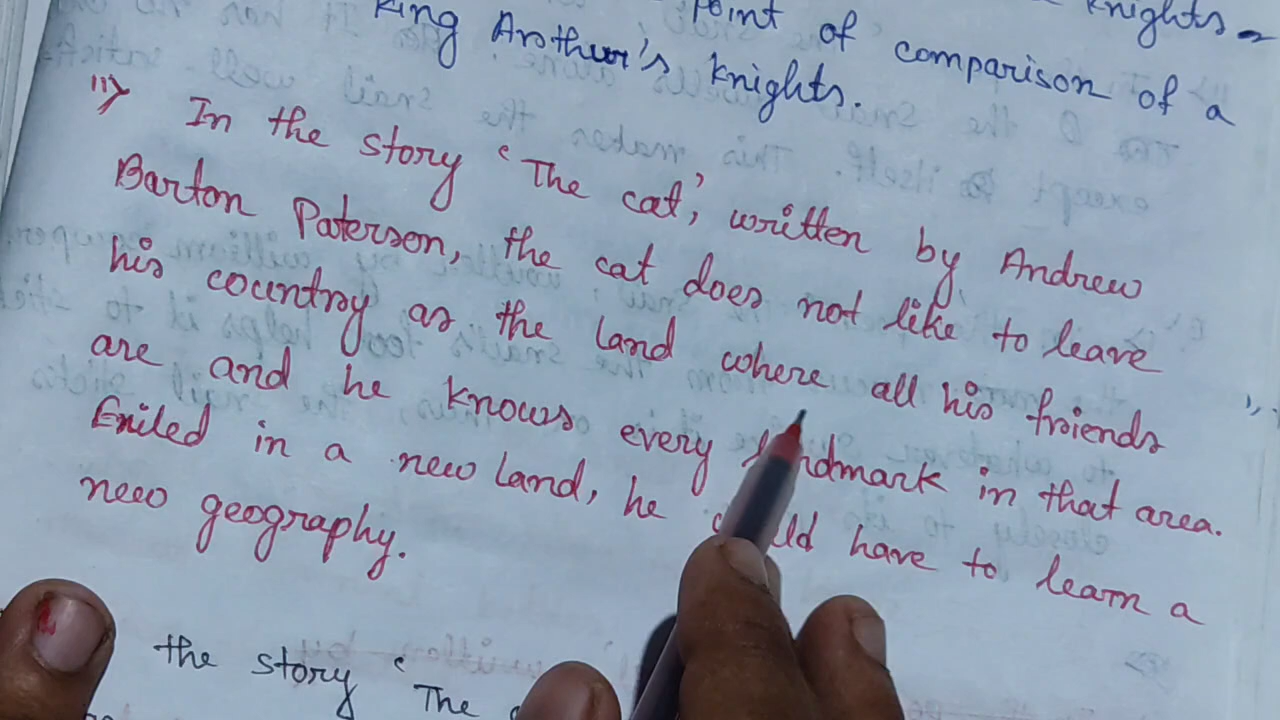 Knights-
King Arthur's Knights. Point of comparison of a
ii) In the story 'The cat', written by Andrew
Barton Paterson, the cat does not like to leave
his country as the land where all his friends
are and he knows every landmark in that area.
Exiled in a new land, he would have to learn a
new geography.
the story 'The